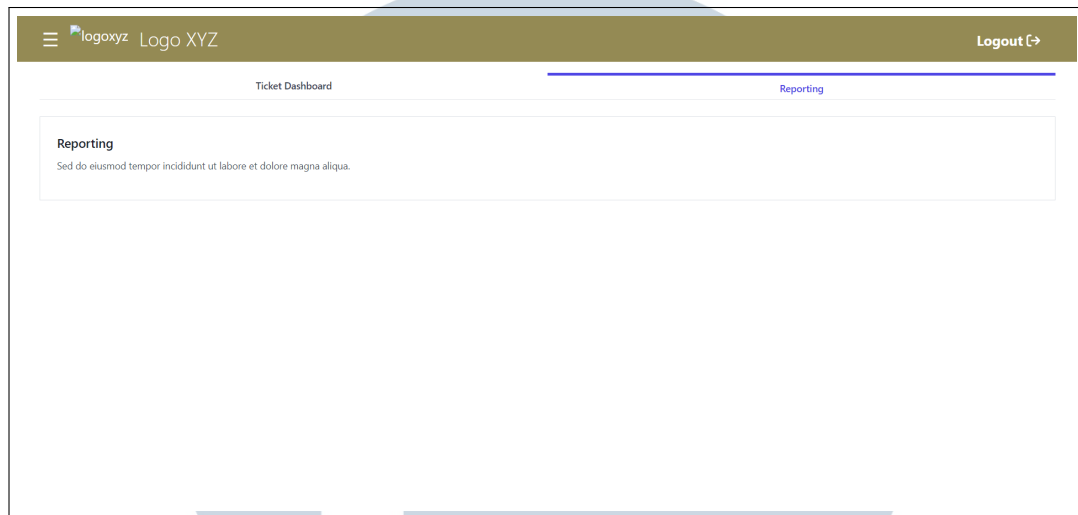 logoxyz Logo XYZ
Logout
Ticket Dashboard
Reporting
Reporting
Sed do eiusmod tempor incididunt ut labore et dolore magna aliqua.